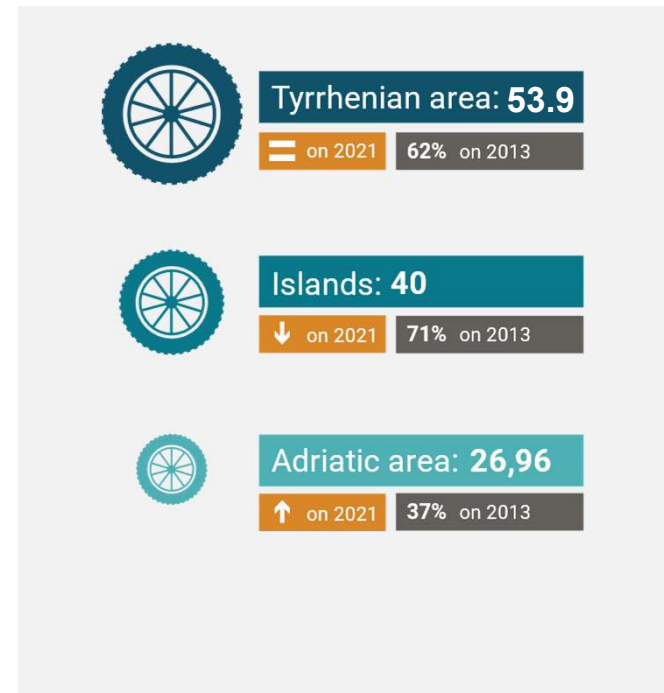 Tyrrhenian area: 53.9
on 2021 62% on 2013
Islands: 40
on 2021 71% on 2013
Adriatic area: 26,96
on 2021 37% on 2013